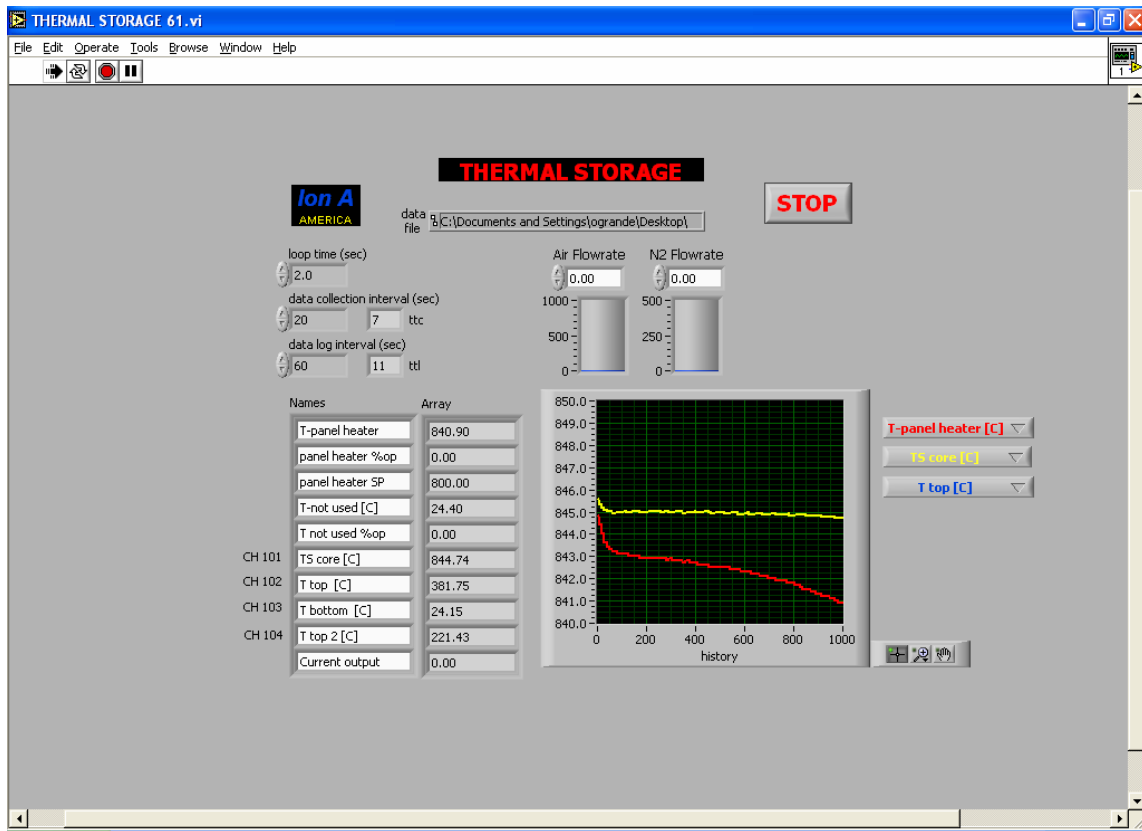 THERMAL STORAGE 61.vi
File Edit Operate Tools Browse Window Help
1
THERMAL STORAGE
Ion A
AMERICA
STOP
data file C:\Documents and Settings\ogrande\Desktop\
loop time (sec)
2.0
data collection interval (sec)
20 7 ttc
data log interval (sec)
60 11 ttl
Air Flowrate N2 Flowrate
0.00 0.00
1000 500
500 250
0 0
Names Array
T-panel heater 840.90
panel heater %op 0.00
panel heater SP 800.00
T-not used [C] 24.40
T not used %op 0.00
CH 101 TS core [C] 844.74
CH 102 T top [C] 381.75
CH 103 T bottom [C] 24.15
CH 104 T top 2 [C] 221.43
Current output 0.00
850.0
849.0
848.0
847.0
846.0
845.0
844.0
843.0
842.0
841.0
840.0
0 200 400 600 800 1000
history
T-panel heater [C]
TS core [C]
T top [C]